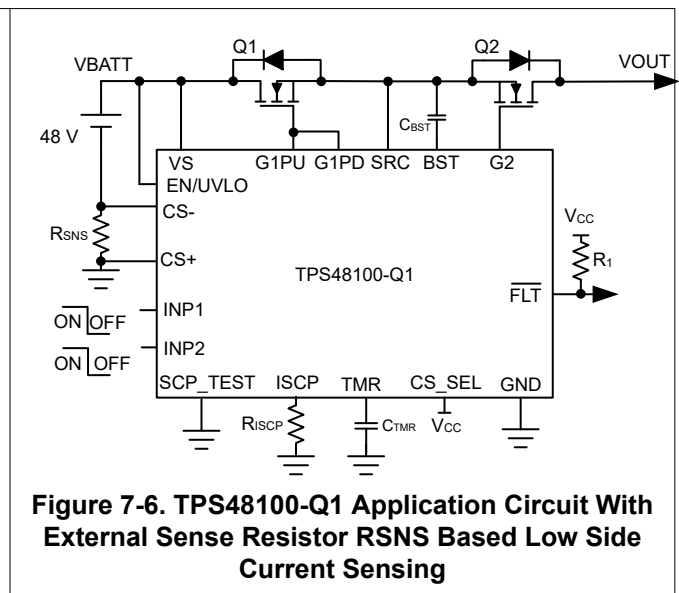 Q1
Q2
VBATT
VOUT
CBST
48 V
VS
G1PU
G1PD
SRC
BST
G2
EN/UVLO
CS-
VCC
RSNS
R1
CS+
TPS48100-Q1
FLT
INP1
ON OFF
INP2
ON OFF
SCP_TEST
ISCP
TMR
CS_SEL
GND
RISCP
CTMR
VCC
Figure 7-6. TPS48100-Q1 Application Circuit With
External Sense Resistor RSNS Based Low Side
Current Sensing